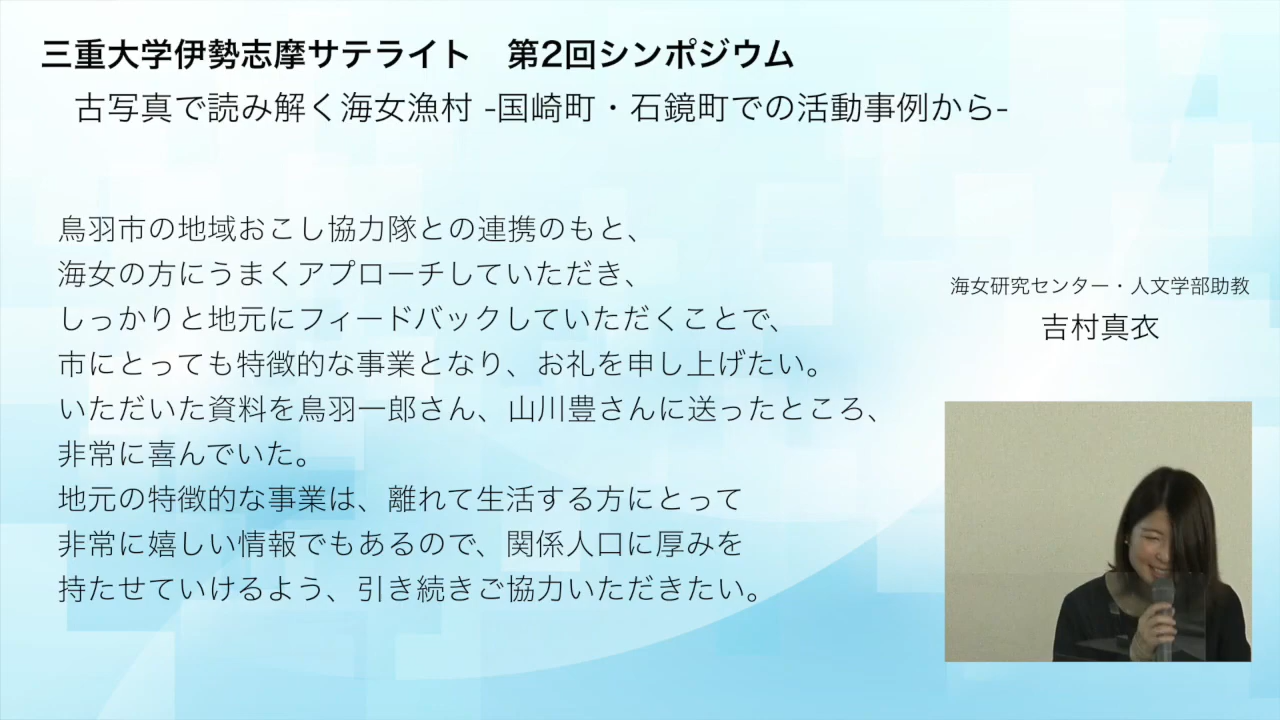 三重大学伊勢志摩サテライト　第2回シンポジウム
古写真で読み解く海女漁村 -国崎町・石鏡町での活動事例から-
鳥羽市の地域おこし協力隊との連携のもと、
海女の方にうまくアプローチしていただき、
しっかりと地元にフィードバックしていただくことで、
市にとっても特徴的な事業となり、お礼を申し上げたい。
いただいた資料を鳥羽一郎さん、山川豊さんに送ったところ、
非常に喜んでいた。
地元の特徴的な事業は、離れて生活する方にとって
非常に嬉しい情報でもあるので、関係人口に厚みを
持たせていけるよう、引き続きご協力いただきたい。
海女研究センター・人文学部助教
吉村真衣